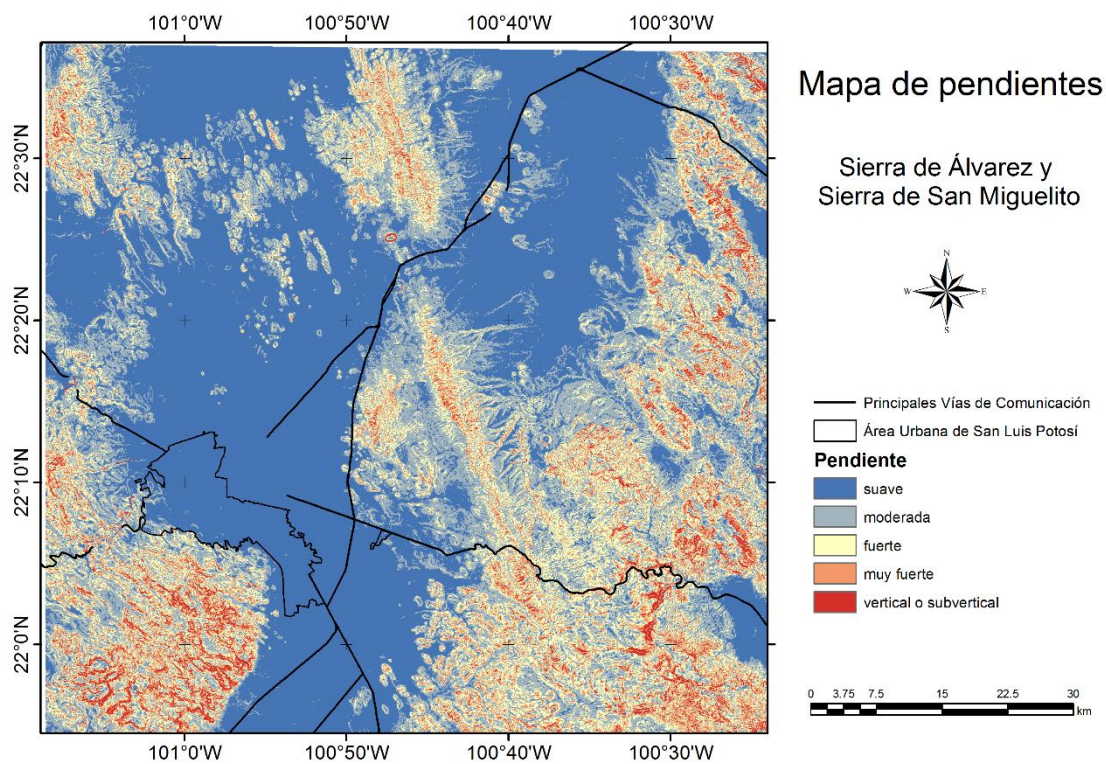 101°0'W 100°50'W 100°40'W 100°30'W
22°30'N
22°20'N
22°10'N
22°0'N
101°0'W 100°50'W 100°40'W 100°30'W
Mapa de pendientes
Sierra de Álvarez y
Sierra de San Miguelito
N
W E
S
Principales Vías de Comunicación
Área Urbana de San Luis Potosí
Pendiente
suave
moderada
fuerte
muy fuerte
vertical o subvertical
0 3.75 7.5 15 22.5 30
km